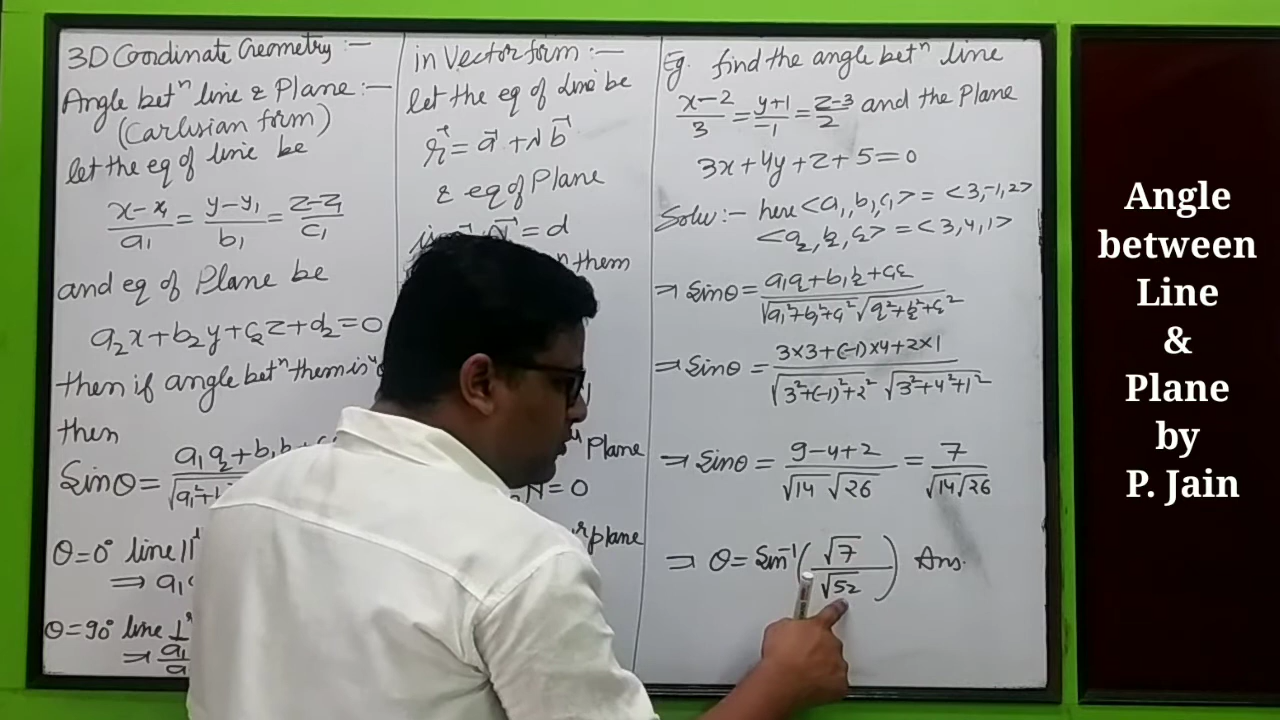 3D Coordinate Geometry :-
Angle betⁿ line & Plane :-
(Cartesian form)
let the eq of line be
x-x₁/a₁ = y-y₁/b₁ = z-z₁/c₁
and eq of Plane be
a₂x+b₂y+c₂z+d₂=0
then if angle betⁿ them is
then
Sinθ =
θ=0° line ||
θ=90° line ⊥
in Vector form :-
let the eq of Line be
r⃗ = a⃗ + λb⃗
& eq of Plane
= d
them
Plane
=0
plane
Eg. find the angle betⁿ line
x-2/3 = y+1/-1 = z-3/2 and the Plane
3x+4y+z+5=0
Solu:- here <a₁,b₁,c₁> = <3,-1,2>
<a₂,b₂,c₂> = <3,4,1>
⇒ Sinθ = a₁a₂+b₁b₂+c₁c₂/√a₁²+b₁²+c₁² √a₂²+b₂²+c₂²
⇒ Sinθ = 3×3+(-1)×4+2×1/√3²+(-1)²+2² √3²+4²+1²
⇒ Sinθ = 9-4+2/√14 √26 = 7/√14√26
⇒ θ = Sin⁻¹(√7/√52) Ans.
Angle
between
Line
&
Plane
by
P. Jain